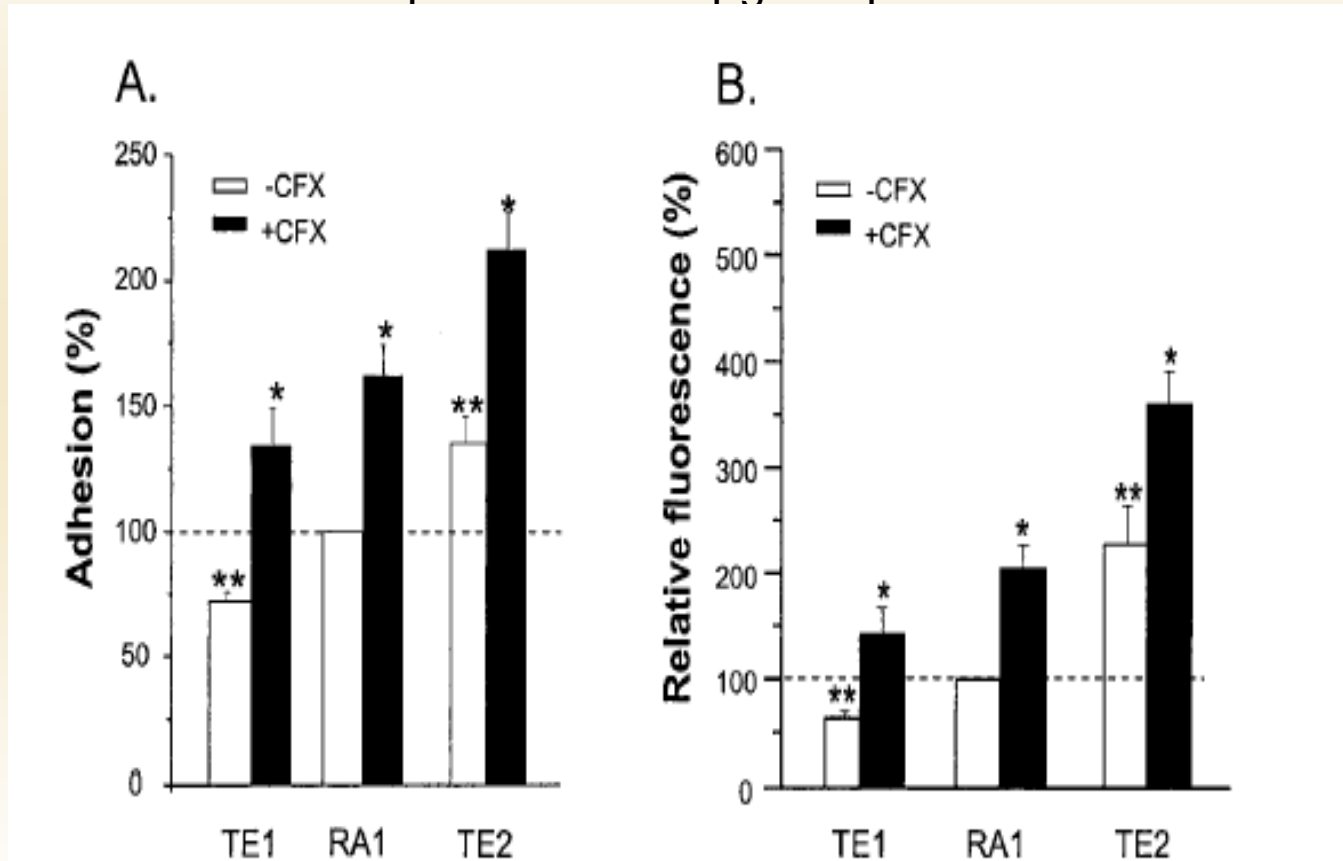 A.
250
200
150
100
50
0
Adhesion (%)
-CFX
+CFX
*
*
*
**
**
TE1 RA1 TE2
B.
600
500
400
300
200
100
0
Relative fluorescence (%)
-CFX
+CFX
*
**
*
*
**
TE1 RA1 TE2